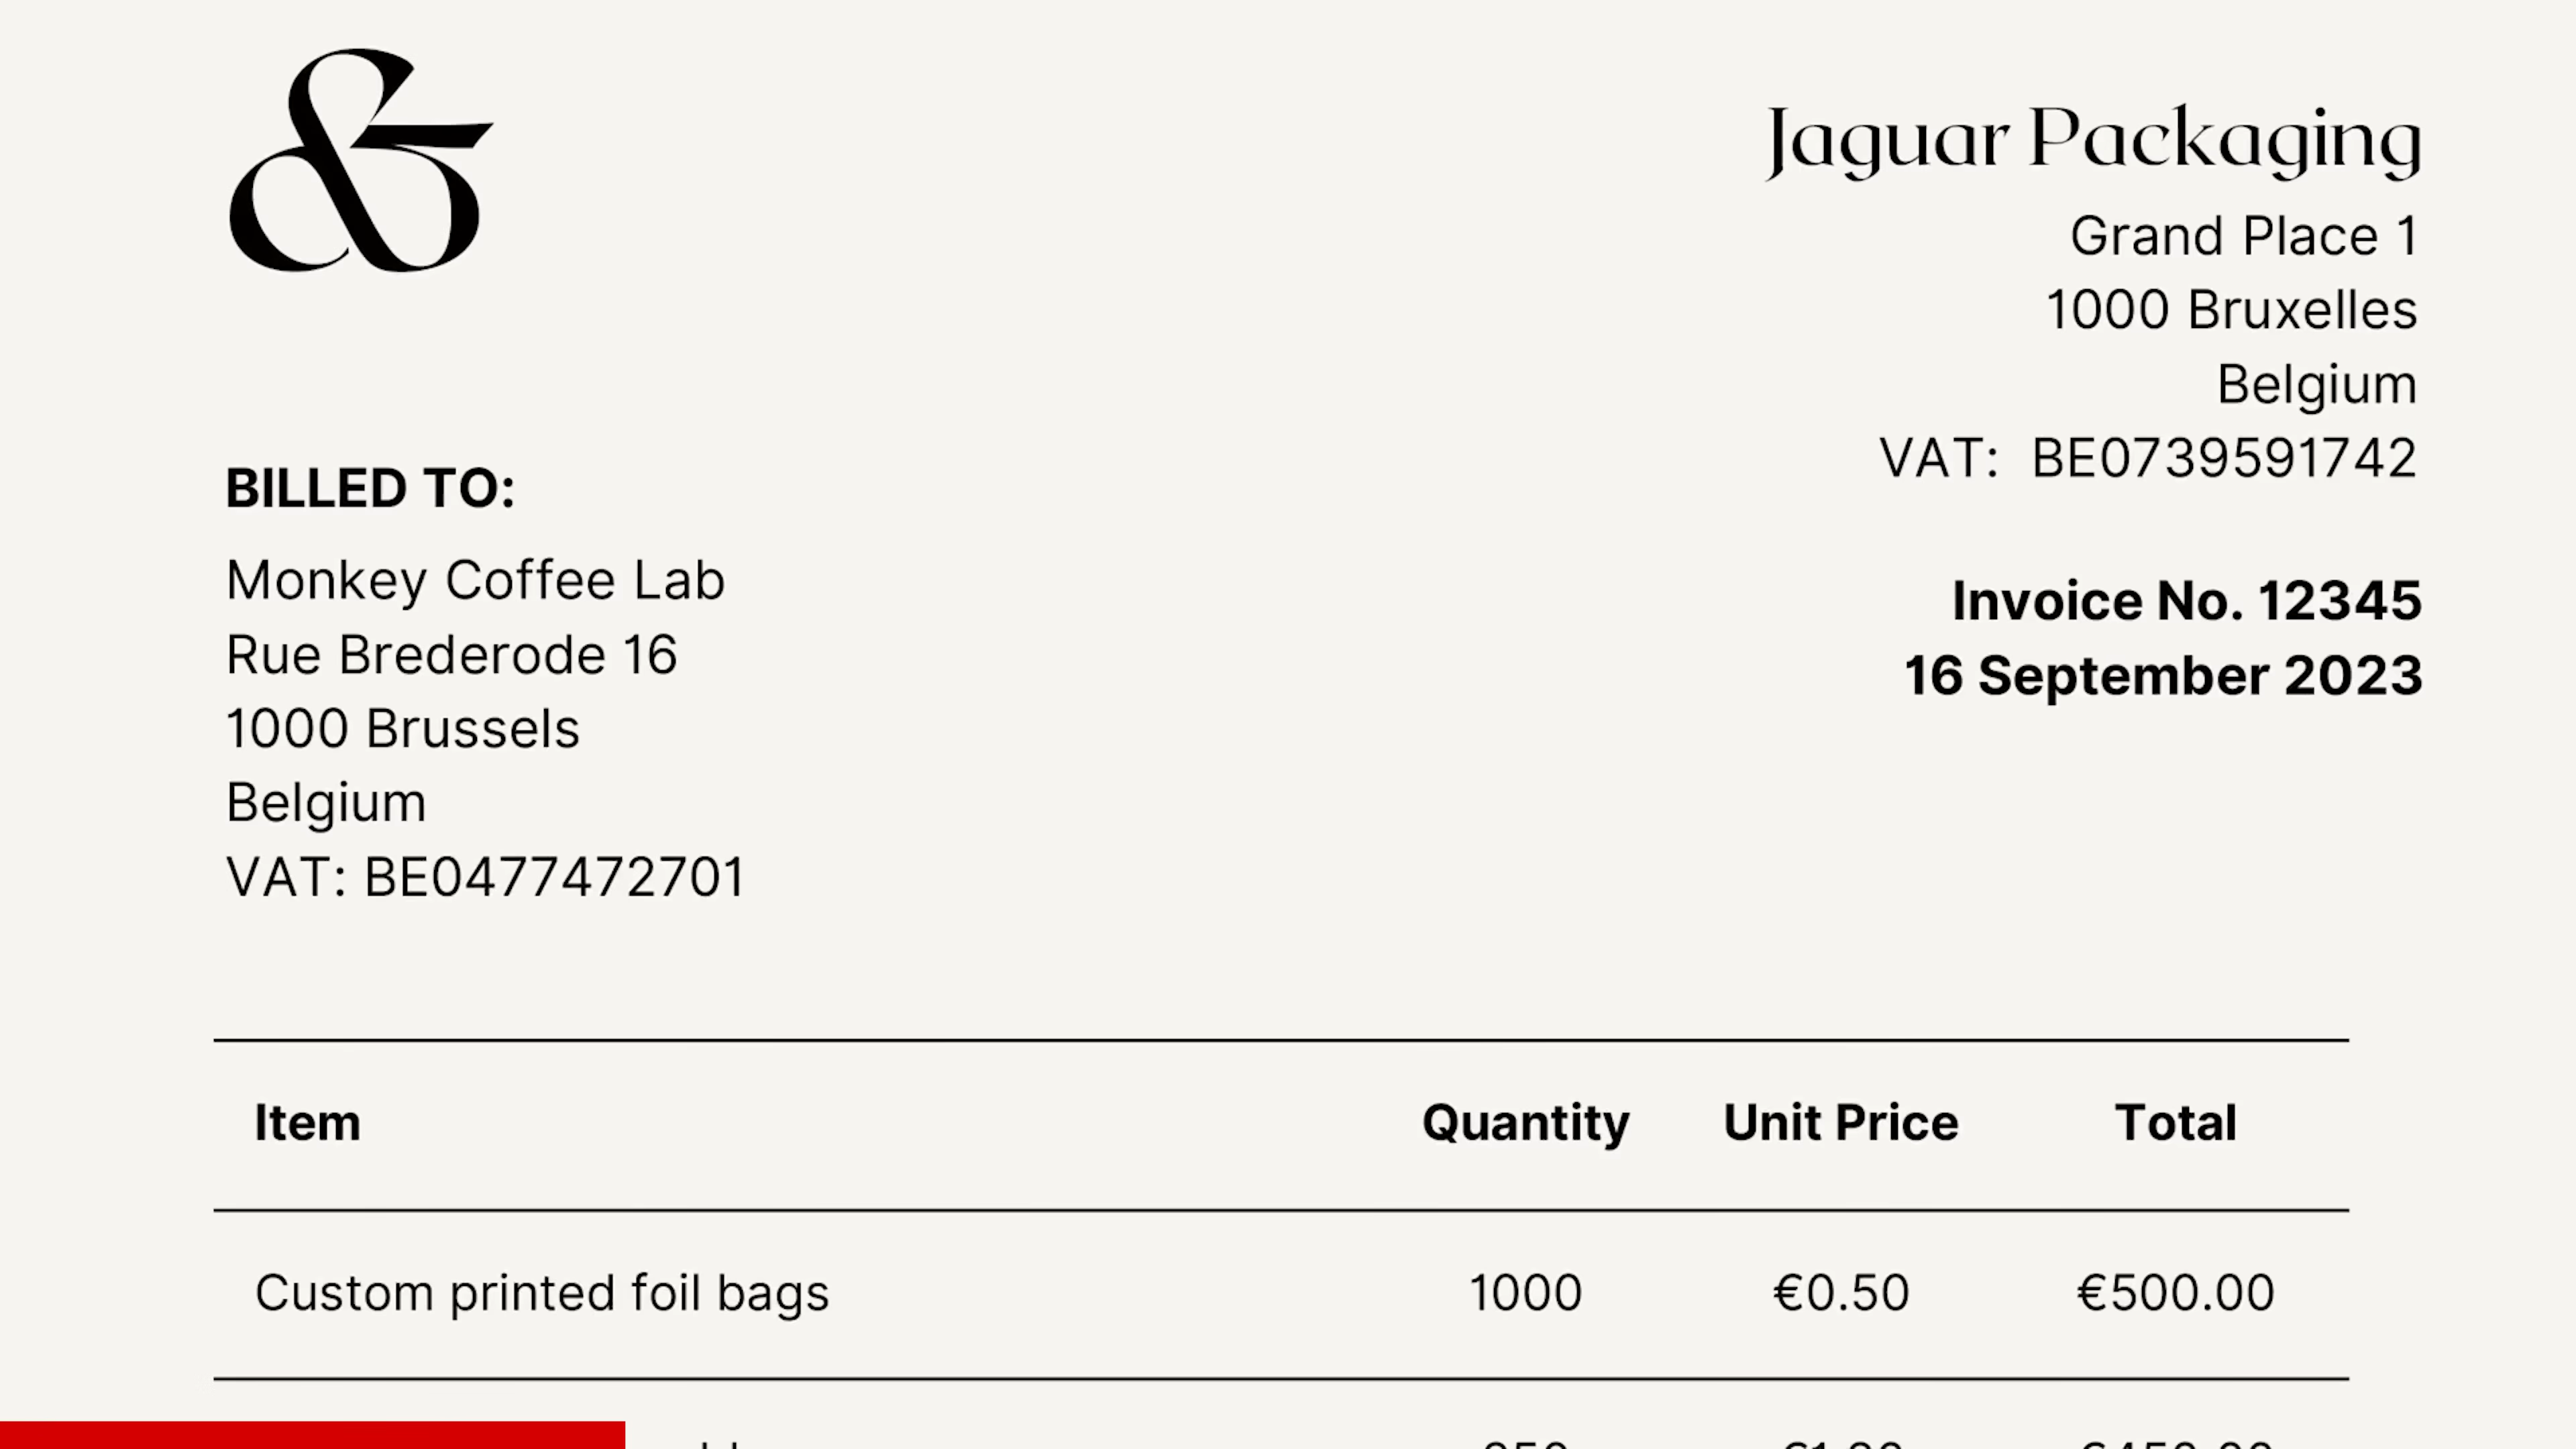 &
Jaguar Packaging
Grand Place 1
1000 Bruxelles
Belgium
VAT: BE0739591742
BILLED TO:
Monkey Coffee Lab
Rue Brederode 16
1000 Brussels
Belgium
VAT: BE0477472701
Invoice No. 12345
16 September 2023
Item Quantity Unit Price Total
Custom printed foil bags 1000 €0.50 €500.00